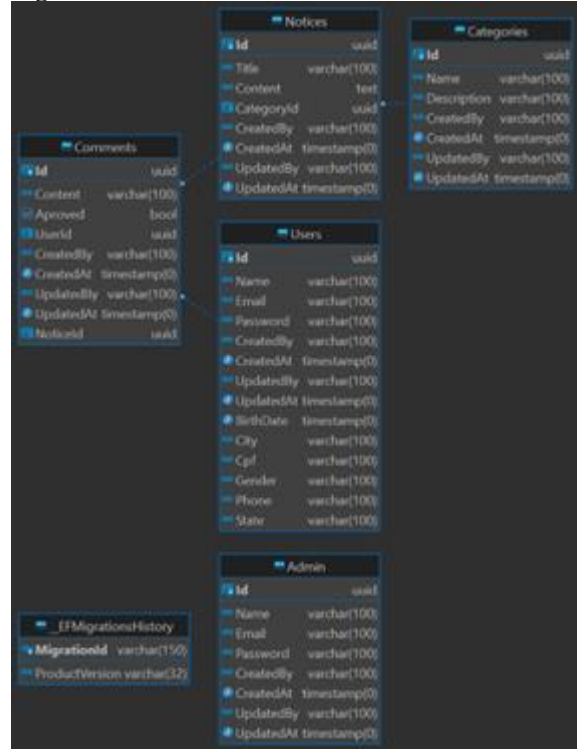 Notices
Id uuid
Title varchar(100)
Content text
CategoryId uuid
CreatedBy varchar(100)
CreatedAt timestamp(0)
UpdatedBy varchar(100)
UpdatedAt timestamp(0)
Categories
Id uuid
Name varchar(100)
Description varchar(100)
CreatedBy varchar(100)
CreatedAt timestamp(0)
UpdatedBy varchar(100)
UpdatedAt timestamp(0)
Comments
Id uuid
Content varchar(100)
Aproved bool
UserId uuid
CreatedBy varchar(100)
CreatedAt timestamp(0)
UpdatedBy varchar(100)
UpdatedAt timestamp(0)
NoticeId uuid
Users
Id uuid
Name varchar(100)
Email varchar(100)
Password varchar(100)
CreatedBy varchar(100)
CreatedAt timestamp(0)
UpdatedBy varchar(100)
UpdatedAt timestamp(0)
BirthDate timestamp(0)
City varchar(100)
Cpf varchar(100)
Gender varchar(100)
Phone varchar(100)
State varchar(100)
Admin
Id uuid
Name varchar(100)
Email varchar(100)
Password varchar(100)
CreatedBy varchar(100)
CreatedAt timestamp(0)
UpdatedBy varchar(100)
UpdatedAt timestamp(0)
__EFMigrationsHistory
MigrationId varchar(150)
ProductVersion varchar(32)